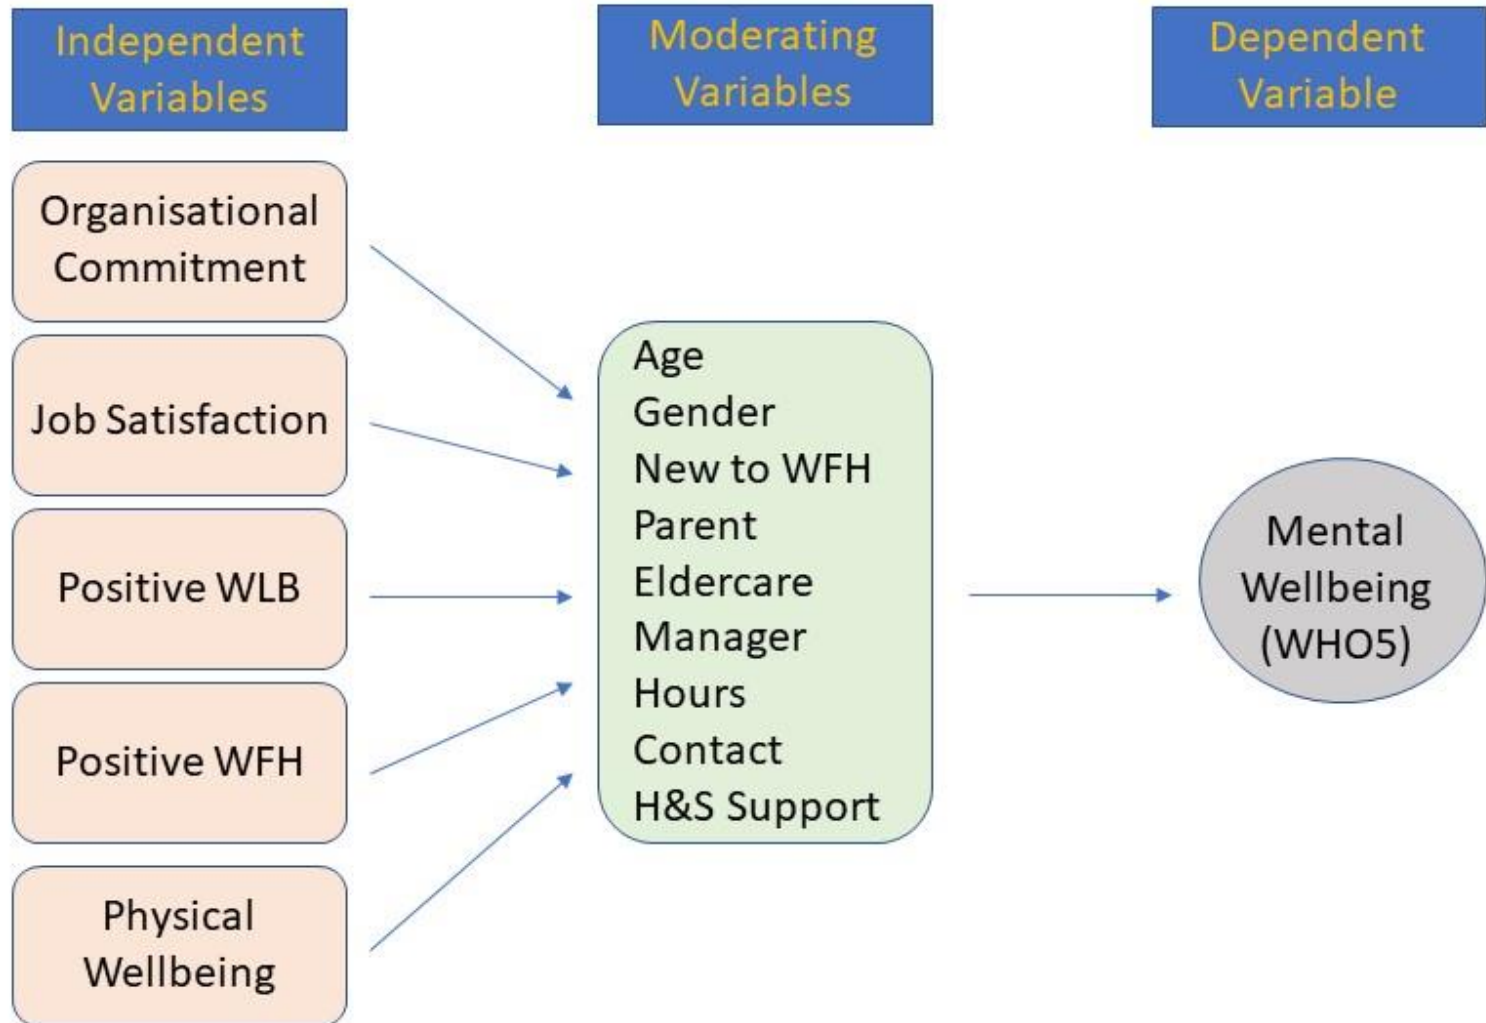 Independent
Variables
Moderating
Variables
Dependent
Variable
Organisational
Commitment
Job Satisfaction
Positive WLB
Positive WFH
Physical
Wellbeing
Age
Gender
New to WFH
Parent
Eldercare
Manager
Hours
Contact
H&S Support
Mental
Wellbeing
(WHO5)